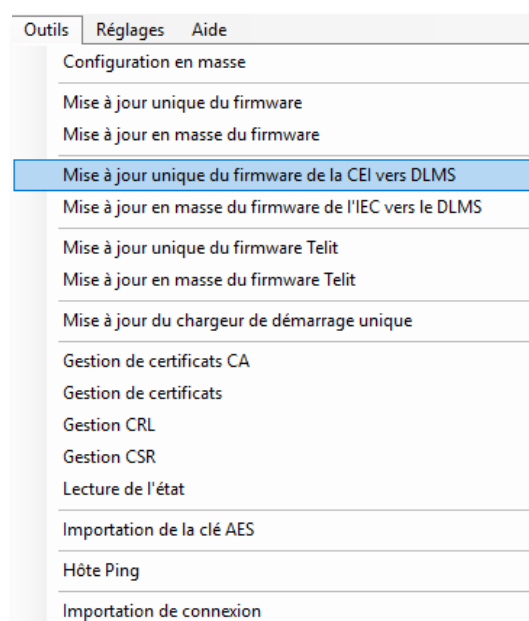 Outils Réglages Aide
Configuration en masse
Mise à jour unique du firmware
Mise à jour en masse du firmware
Mise à jour unique du firmware de la CEI vers DLMS
Mise à jour en masse du firmware de l'IEC vers le DLMS
Mise à jour unique du firmware Telit
Mise à jour en masse du firmware Telit
Mise à jour du chargeur de démarrage unique
Gestion de certificats CA
Gestion de certificats
Gestion CRL
Gestion CSR
Lecture de l'état
Importation de la clé AES
Hôte Ping
Importation de connexion